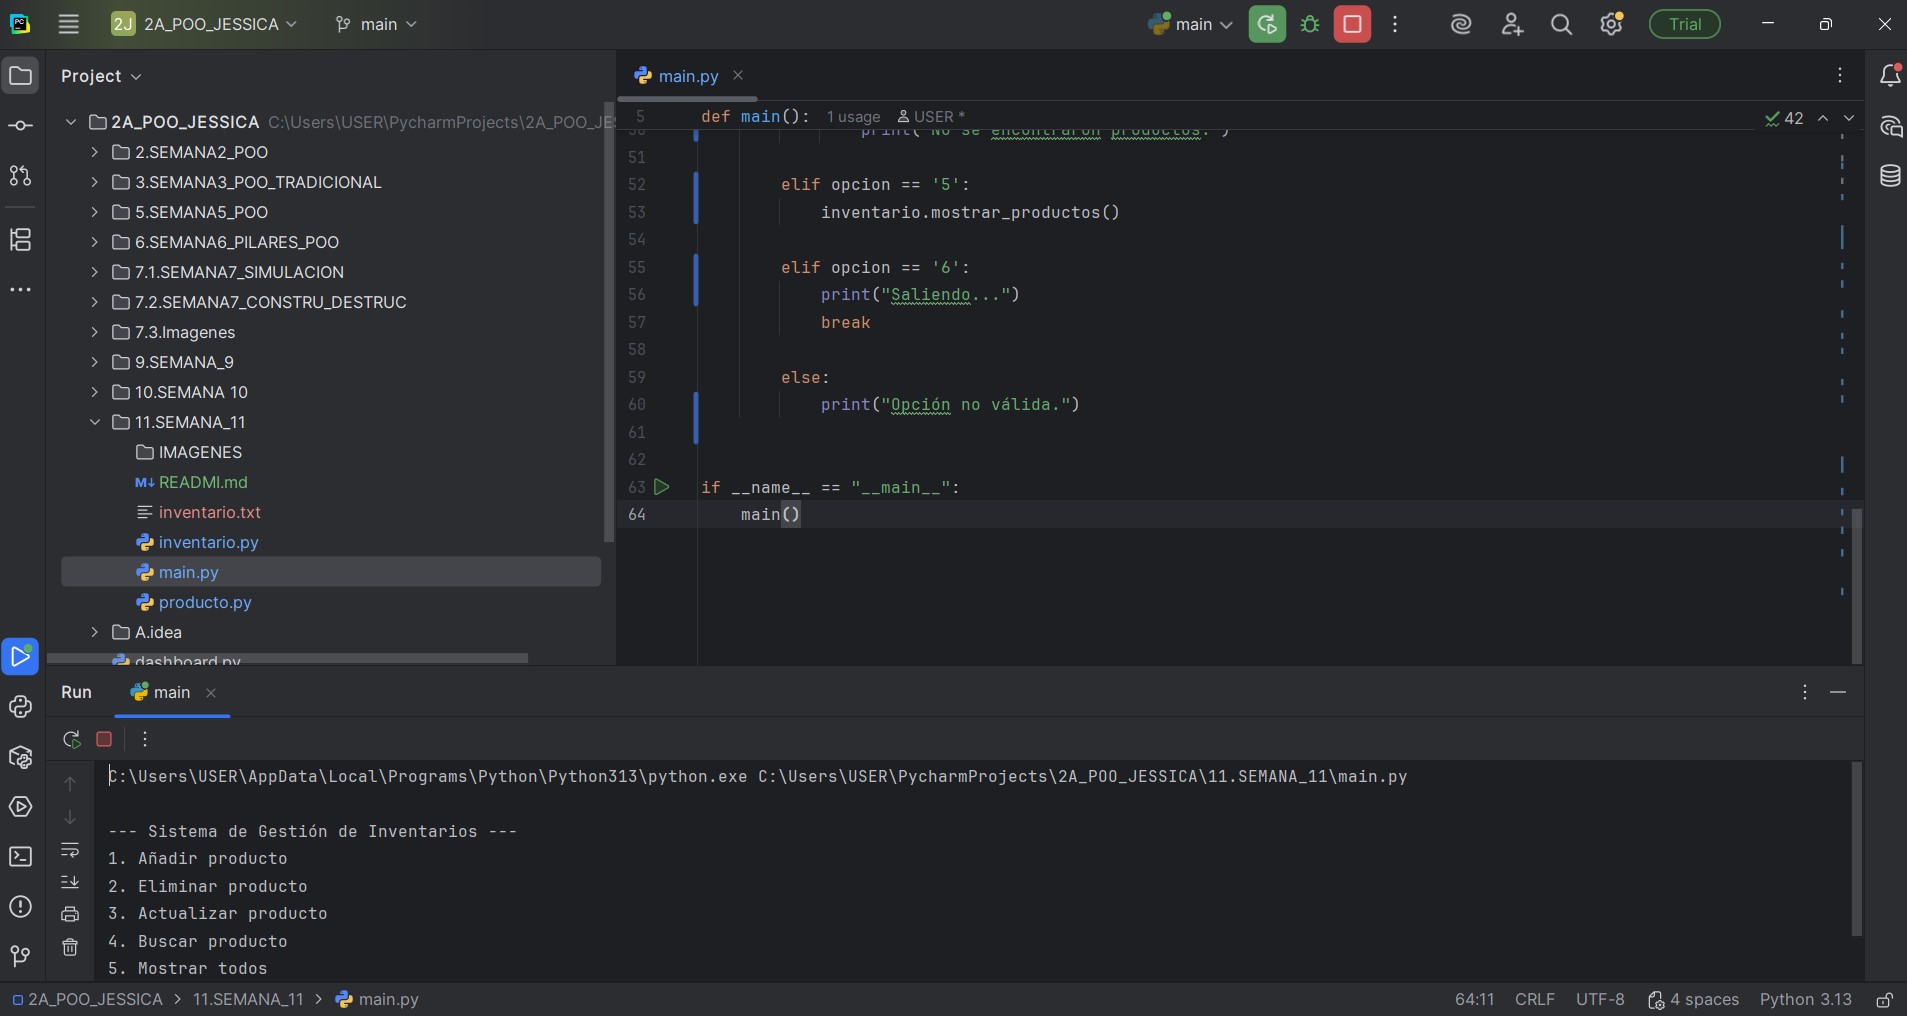 PC
2J 2A_POO_JESSICA
main
main
Trial
Project
main.py
2A_POO_JESSICA C:\Users\USER\PycharmProjects\2A_POO_JE
2.SEMANA2_POO
3.SEMANA3_POO_TRADICIONAL
5.SEMANA5_POO
6.SEMANA6_PILARES_POO
7.1.SEMANA7_SIMULACION
7.2.SEMANA7_CONSTRU_DESTRUC
7.3.Imagenes
9.SEMANA_9
10.SEMANA 10
11.SEMANA_11
IMAGENES
M↓ READMI.md
inventario.txt
inventario.py
main.py
producto.py
A.idea
dashboard.py
5 def main(): 1 usage USER *
42
50 print("No se encontraron productos.")
51
52 elif opcion == '5':
53 inventario.mostrar_productos()
54
55 elif opcion == '6':
56 print("Saliendo...")
57 break
58
59 else:
60 print("Opción no válida.")
61
62
63 if __name__ == "__main__":
64 main()
Run main
C:\Users\USER\AppData\Local\Programs\Python\Python313\python.exe C:\Users\USER\PycharmProjects\2A_POO_JESSICA\11.SEMANA_11\main.py
--- Sistema de Gestión de Inventarios ---
1. Añadir producto
2. Eliminar producto
3. Actualizar producto
4. Buscar producto
5. Mostrar todos
2A_POO_JESSICA > 11.SEMANA_11 > main.py
64:11 CRLF UTF-8 4 spaces Python 3.13